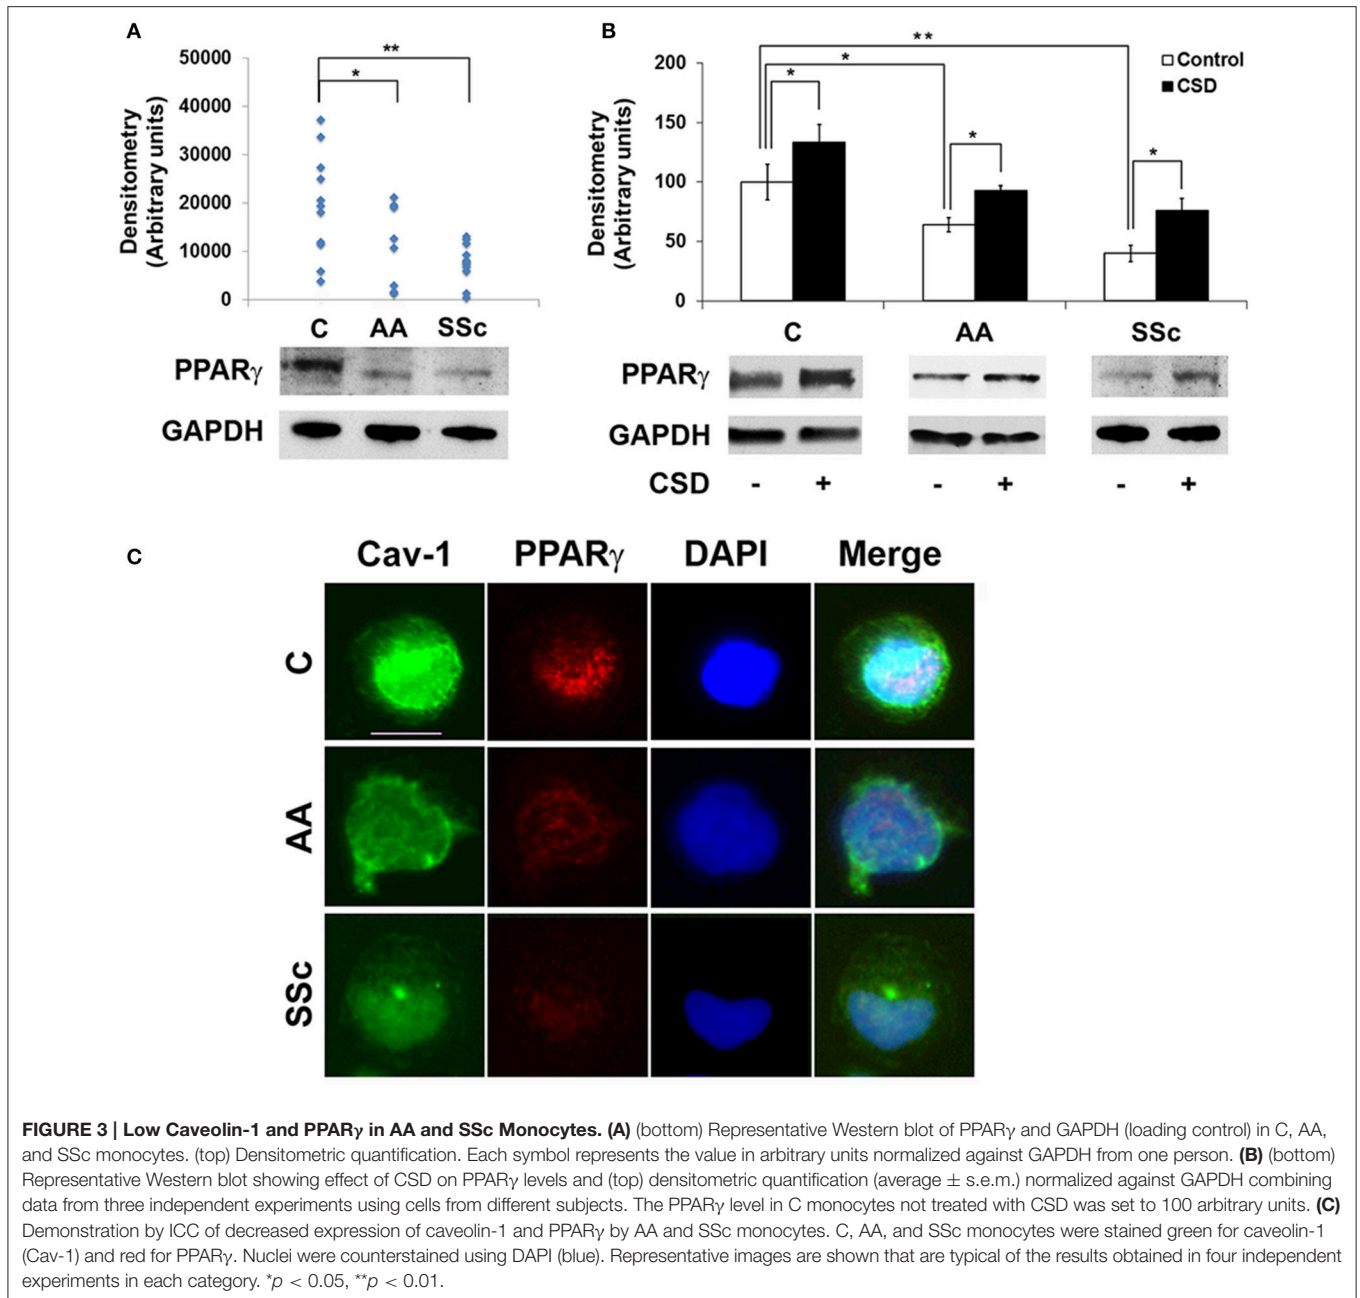 A
50000
40000
30000
20000
10000
0
Densitometry
(Arbitrary units)
*
**
C AA SSc
PPARγ
GAPDH
B
200
150
100
50
0
Densitometry
(Arbitrary units)
**
*
*
*
*
Control
CSD
C AA SSc
PPARγ
GAPDH
CSD - + - + - +
C
Cav-1 PPARγ DAPI Merge
C
AA
SSc
FIGURE 3 | Low Caveolin-1 and PPARγ in AA and SSc Monocytes. (A) (bottom) Representative Western blot of PPARγ and GAPDH (loading control) in C, AA,
and SSc monocytes. (top) Densitometric quantification. Each symbol represents the value in arbitrary units normalized against GAPDH from one person. (B) (bottom)
Representative Western blot showing effect of CSD on PPARγ levels and (top) densitometric quantification (average ± s.e.m.) normalized against GAPDH combining
data from three independent experiments using cells from different subjects. The PPARγ level in C monocytes not treated with CSD was set to 100 arbitrary units. (C)
Demonstration by ICC of decreased expression of caveolin-1 and PPARγ by AA and SSc monocytes. C, AA, and SSc monocytes were stained green for caveolin-1
(Cav-1) and red for PPARγ. Nuclei were counterstained using DAPI (blue). Representative images are shown that are typical of the results obtained in four independent
experiments in each category. *p < 0.05, **p < 0.01.